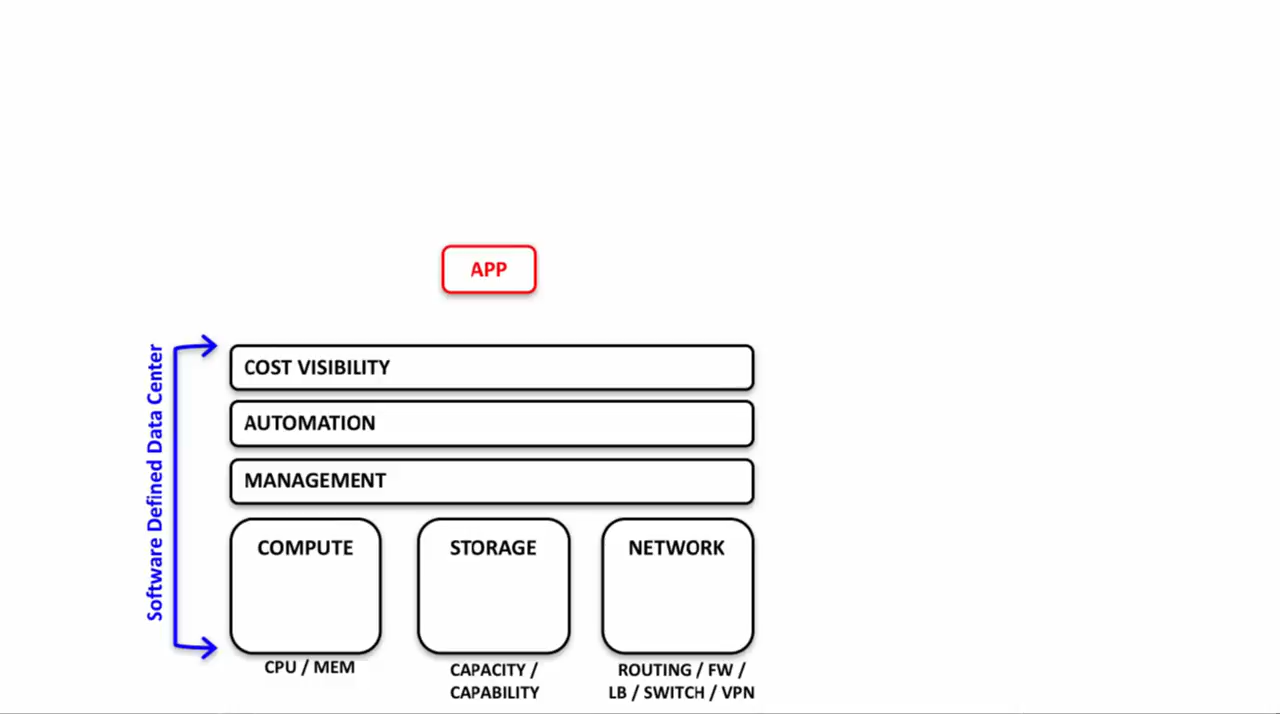 APP
Software Defined Data Center
COST VISIBILITY
AUTOMATION
MANAGEMENT
COMPUTE
STORAGE
NETWORK
CPU / MEM
CAPACITY /
CAPABILITY
ROUTING / FW /
LB / SWITCH / VPN